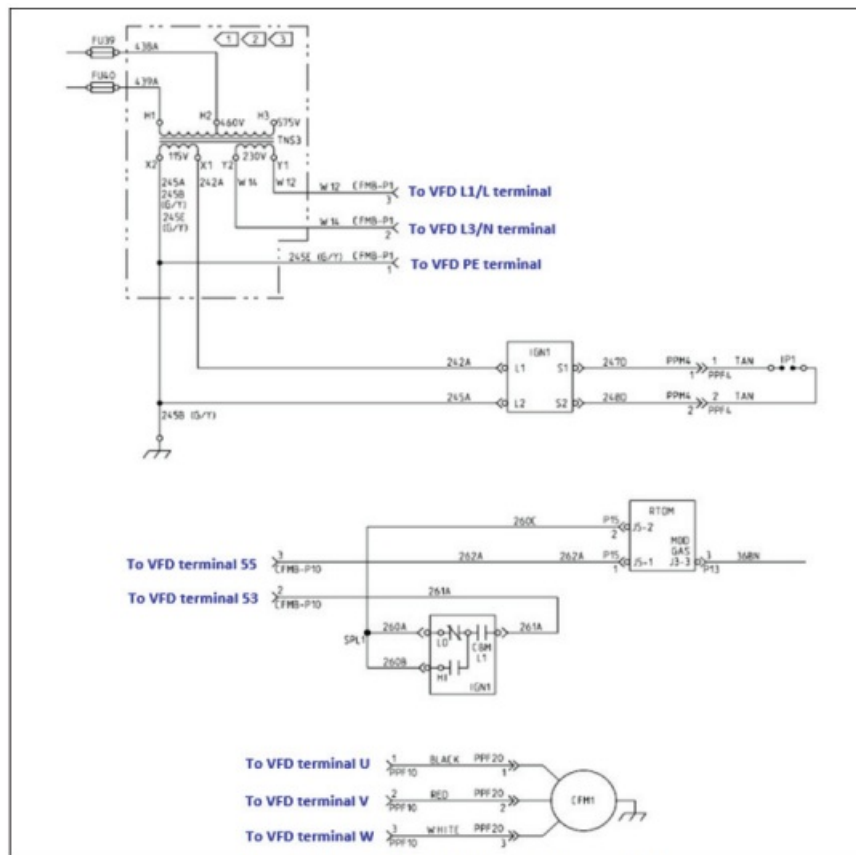 FU39
438A
1 2 3
FU40
439A
H1 H2 460V H3 575V
TNS3
X2 115V X1 Y2 230V Y1
245A 242A W14 W12
245B
(G/Y)
245E
(G/Y)
W12 CFMB-P1
3
To VFD L1/L terminal
W14 CFMB-P1
2
To VFD L3/N terminal
245E (G/Y) CFMB-P1
1
To VFD PE terminal
IGN1
242A L1 S1 247D PPM4 1 TAN IP1
1 PPF4
245A L2 S2 248D PPM4 2 TAN
2 PPF4
245B (G/Y)
RTOM
260E P15 J5-2
2
MOD
GAS
To VFD terminal 55 3 262A 262A P15 J5-1 J3-3 3 368N
CFMB-P10 1 P13
To VFD terminal 53 2 261A
CFMB-P10
SPL1 260A LO CBM 261A
L1
260B HI
IGN1
To VFD terminal U 1 BLACK PPF20
PPF10 1
To VFD terminal V 2 RED PPF20
PPF10 2
CFM1
To VFD terminal W 3 WHITE PPF20
PPF10 3